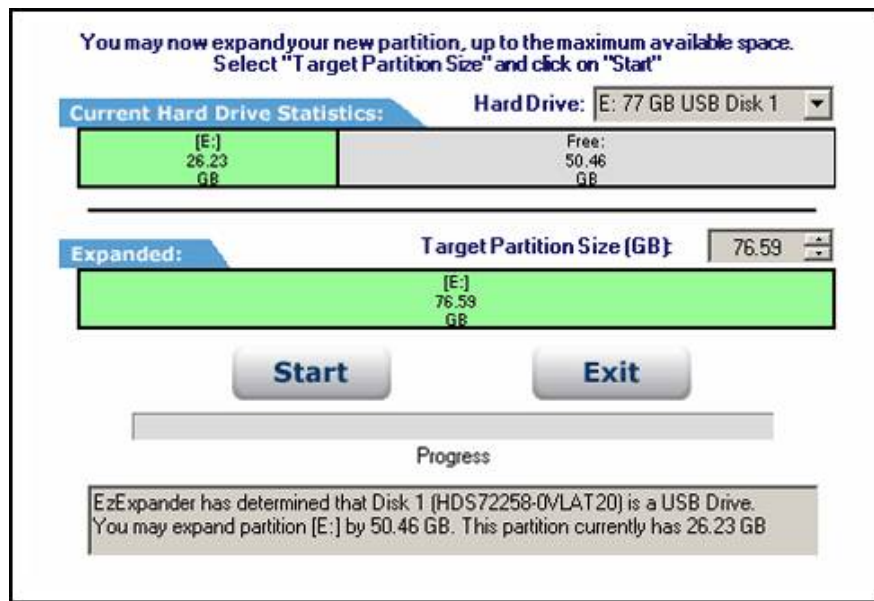 You may now expand your new partition, up to the maximum available space.
Select "Target Partition Size" and click on "Start"
Current Hard Drive Statistics:
Hard Drive: E: 77 GB USB Disk 1
[E:]
26.23
GB
Free:
50.46
GB
Expanded:
Target Partition Size (GB): 76.59
[E:]
76.59
GB
Start
Exit
Progress
EzExpander has determined that Disk 1 (HDS72258-0VLAT20) is a USB Drive.
You may expand partition [E:] by 50.46 GB. This partition currently has 26.23 GB